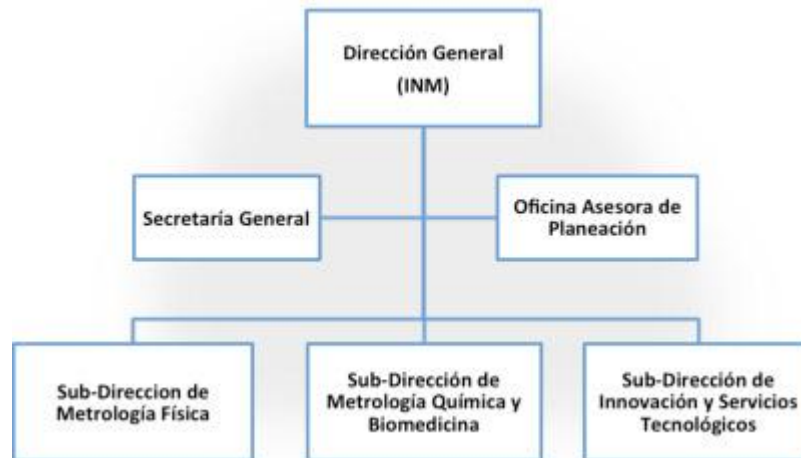 Dirección General
(INM)
Secretaría General
Oficina Asesora de
Planeación
Sub-Direccion de
Metrología Física
Sub-Dirección de
Metrología Química y
Biomedicina
Sub-Dirección de
Innovación y Servicios
Tecnológicos